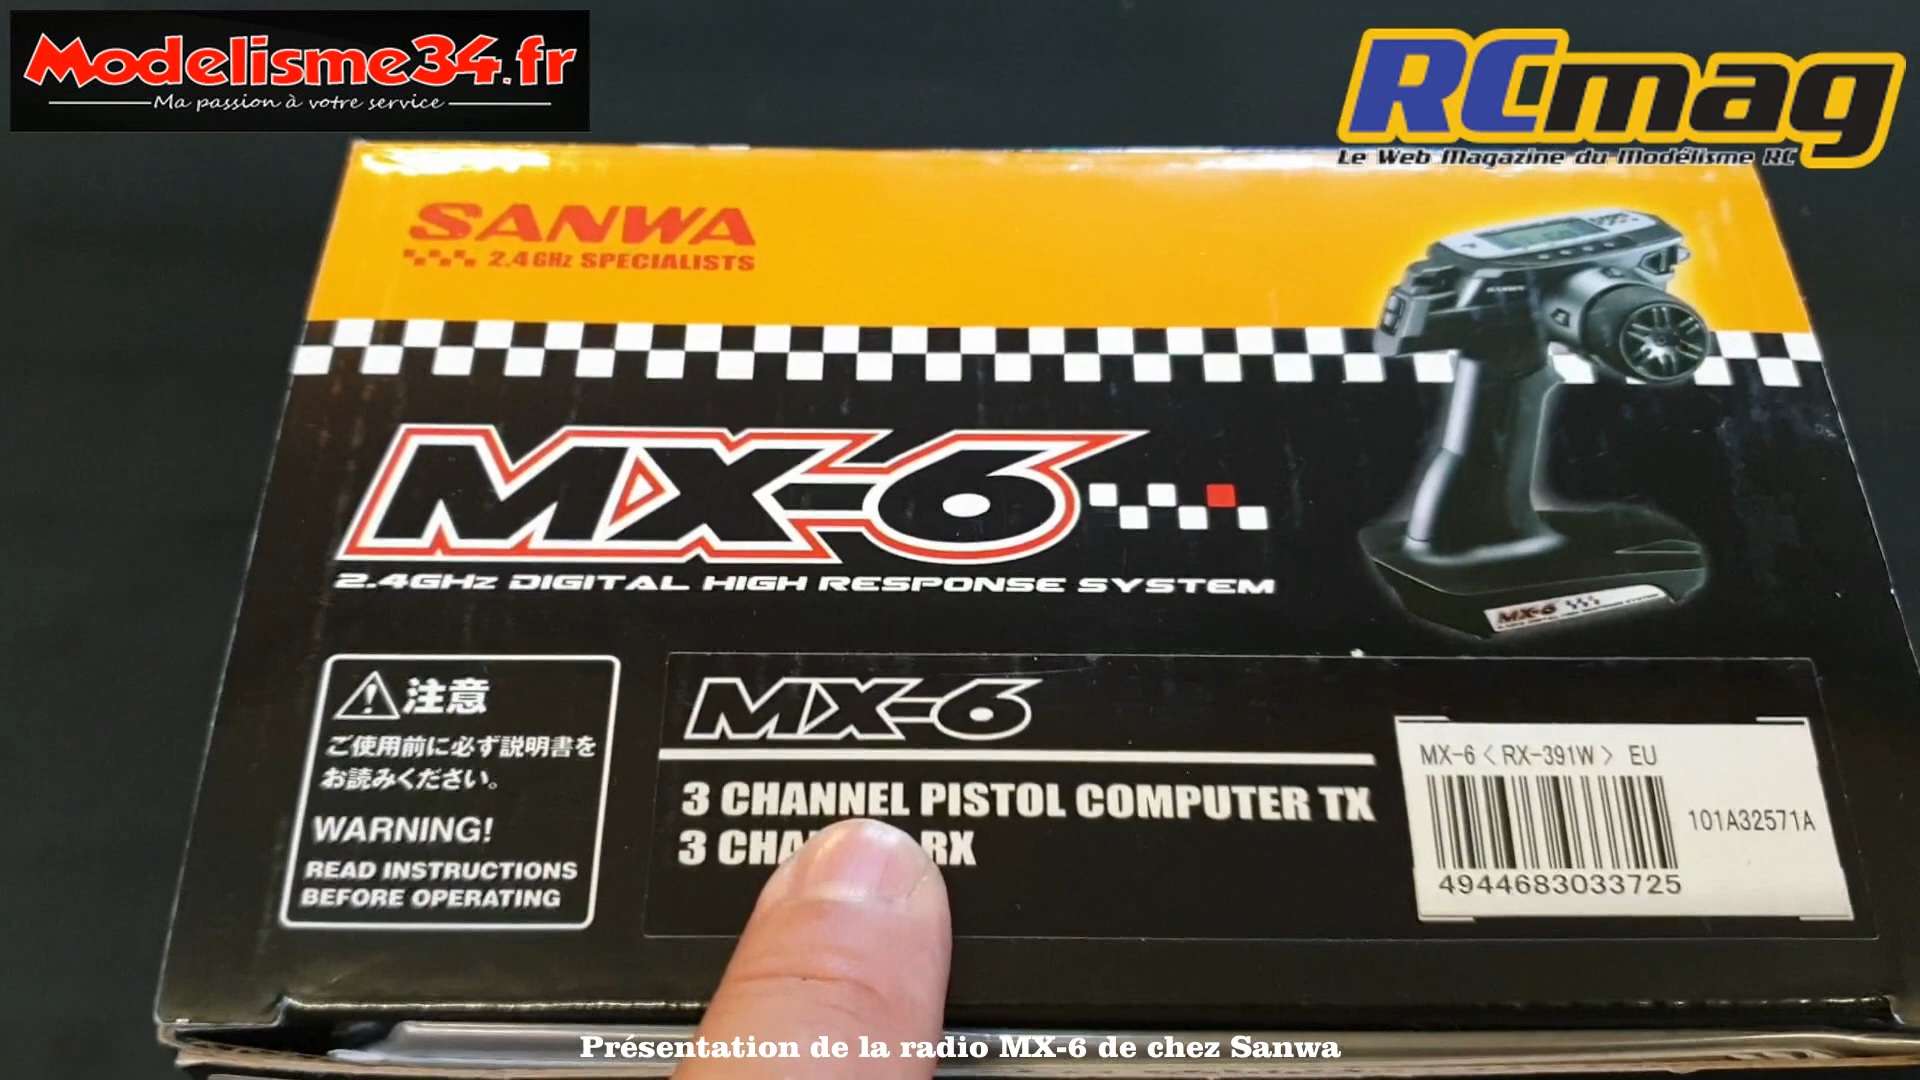 Modelisme34.fr
Ma passion à votre service
RCmag
Le Web Magazine du Modélisme RC
SANWA
2.4GHz SPECIALISTS
MX-6
2.4GHz DIGITAL HIGH RESPONSE SYSTEM
MX-6
注意
ご使用前に必ず説明書を
お読みください。
WARNING!
READ INSTRUCTIONS
BEFORE OPERATING
MX-6
3 CHANNEL PISTOL COMPUTER TX
3 CHA RX
MX-6 < RX-391W > EU
101A32571A
4944683033725
Présentation de la radio MX-6 de chez Sanwa